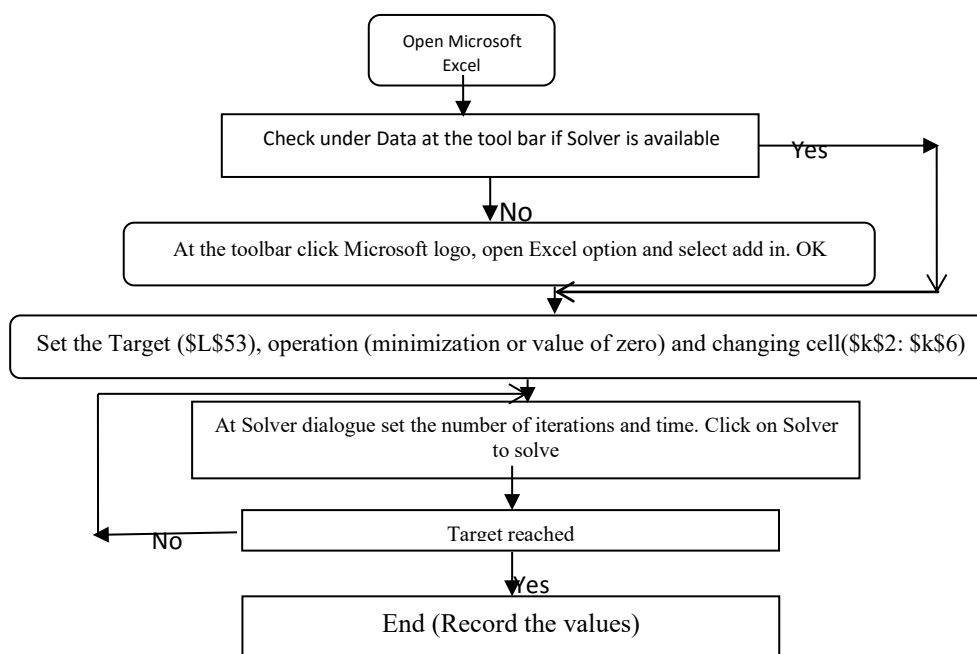 Open Microsoft
Excel
Check under Data at the tool bar if Solver is available
Yes
No
At the toolbar click Microsoft logo, open Excel option and select add in. OK
Set the Target ($L$53), operation (minimization or value of zero) and changing cell($k$2: $k$6)
At Solver dialogue set the number of iterations and time. Click on Solver
to solve
Target reached
No
Yes
End (Record the values)